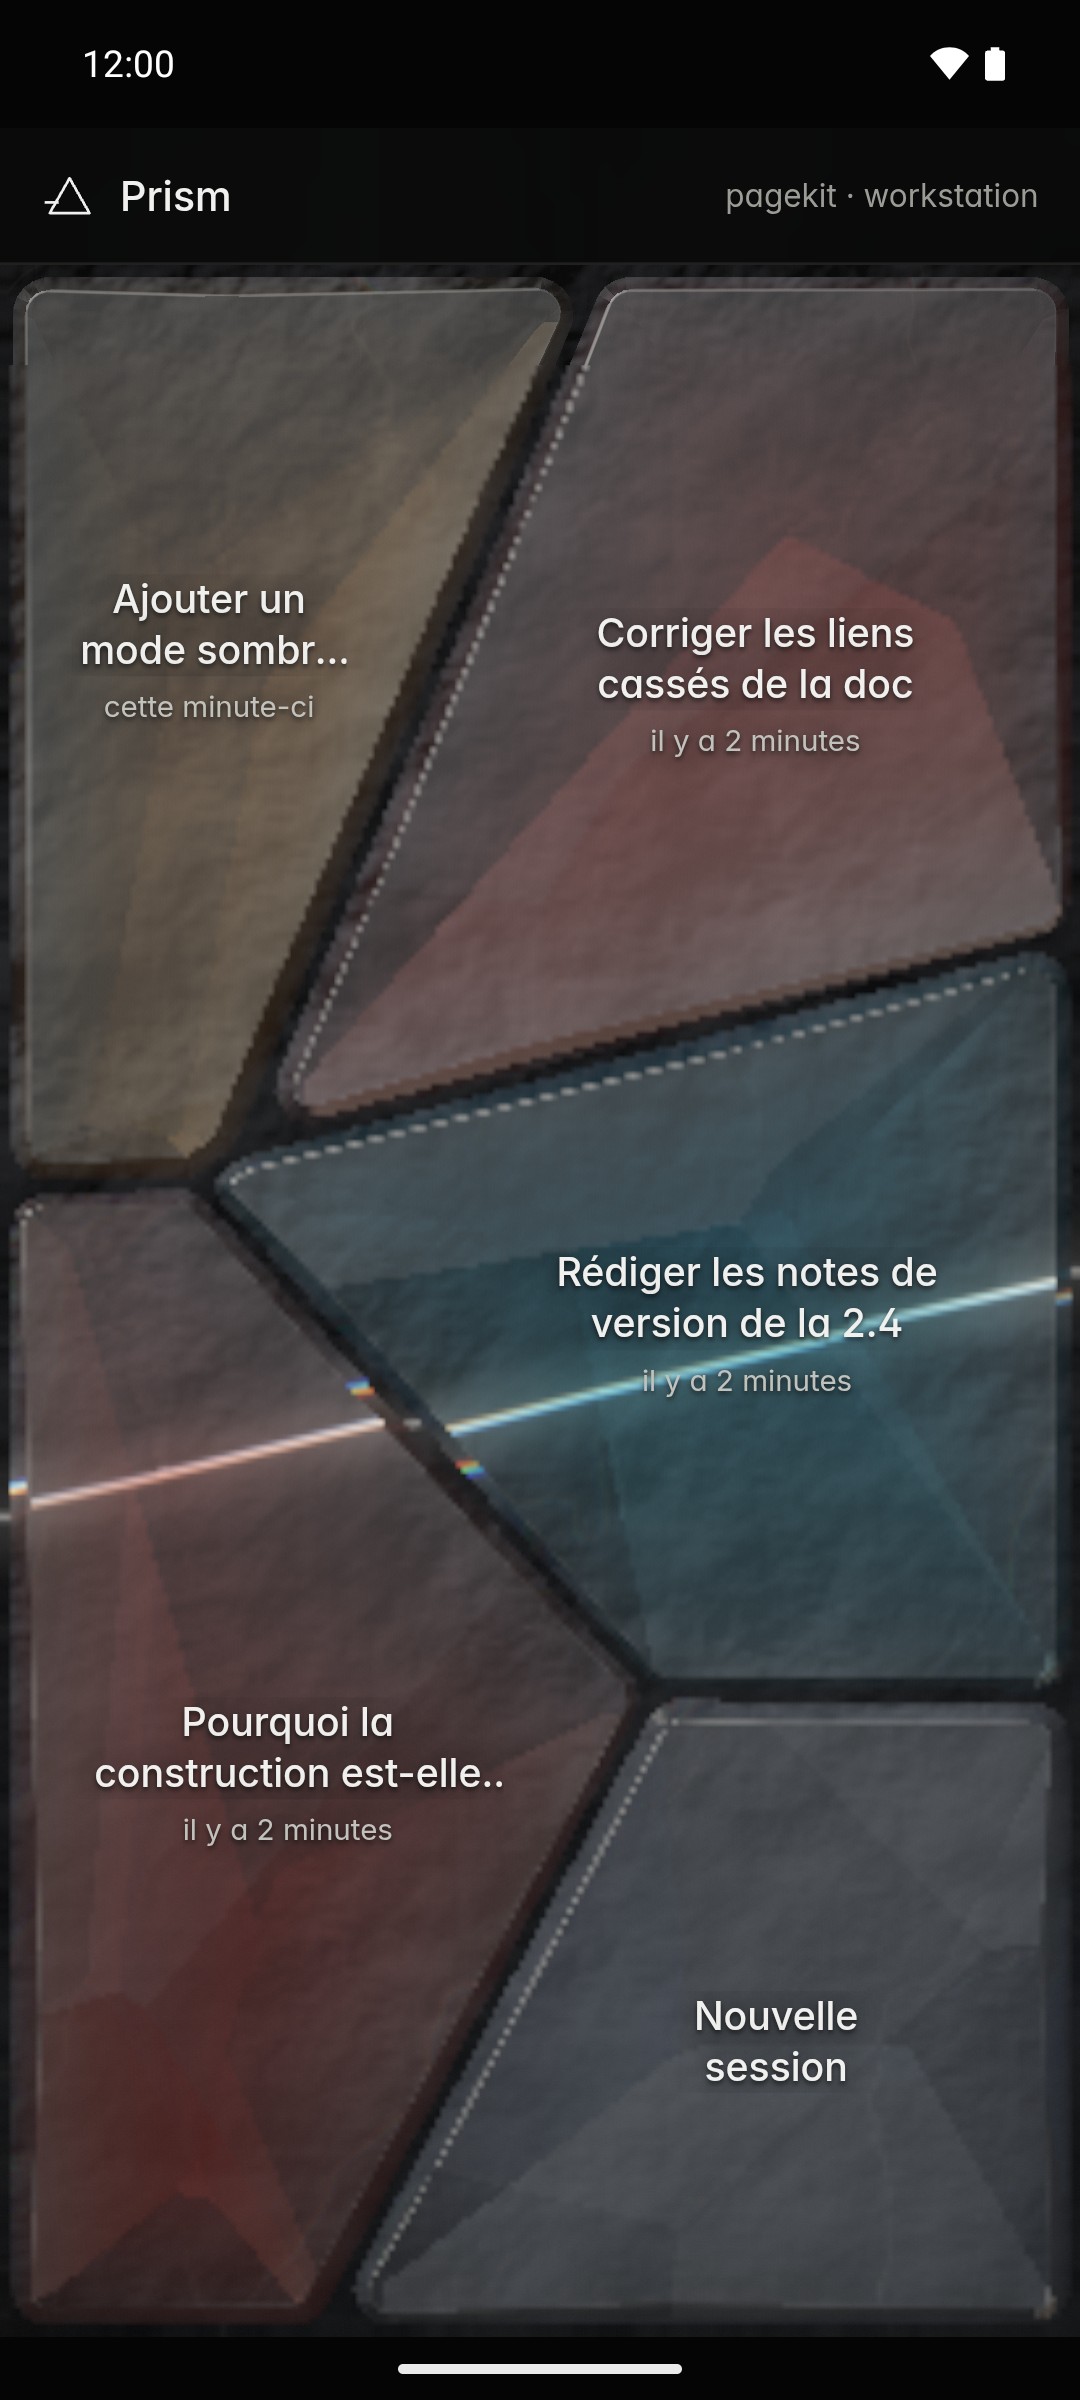 12:00
Prism
pagekit · workstation
Ajouter un
mode sombr...
cette minute-ci
Corriger les liens
cassés de la doc
il y a 2 minutes
Rédiger les notes de
version de la 2.4
il y a 2 minutes
Pourquoi la
construction est-elle..
il y a 2 minutes
Nouvelle
session